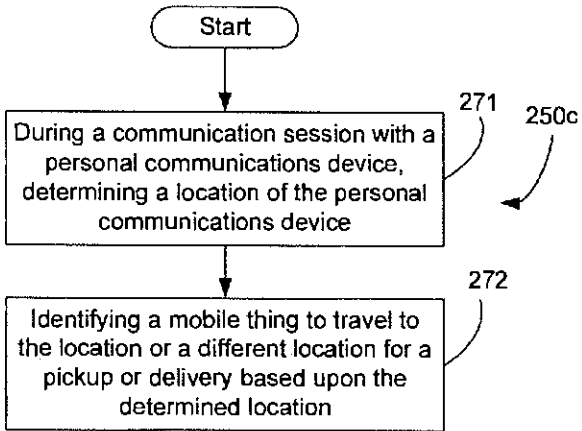 Start
271
250c
During a communication session with a
personal communications device,
determining a location of the personal
communications device
272
Identifying a mobile thing to travel to
the location or a different location for a
pickup or delivery based upon the
determined location